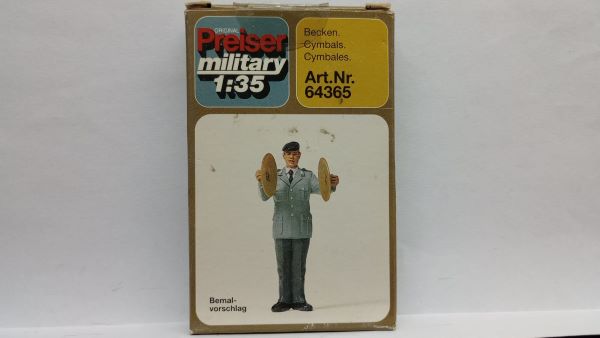 ORIGINAL
Preiser
military
1:35
Becken.
Cymbals.
Cymbales.
Art.Nr.
64365
Bemal-
vorschlag